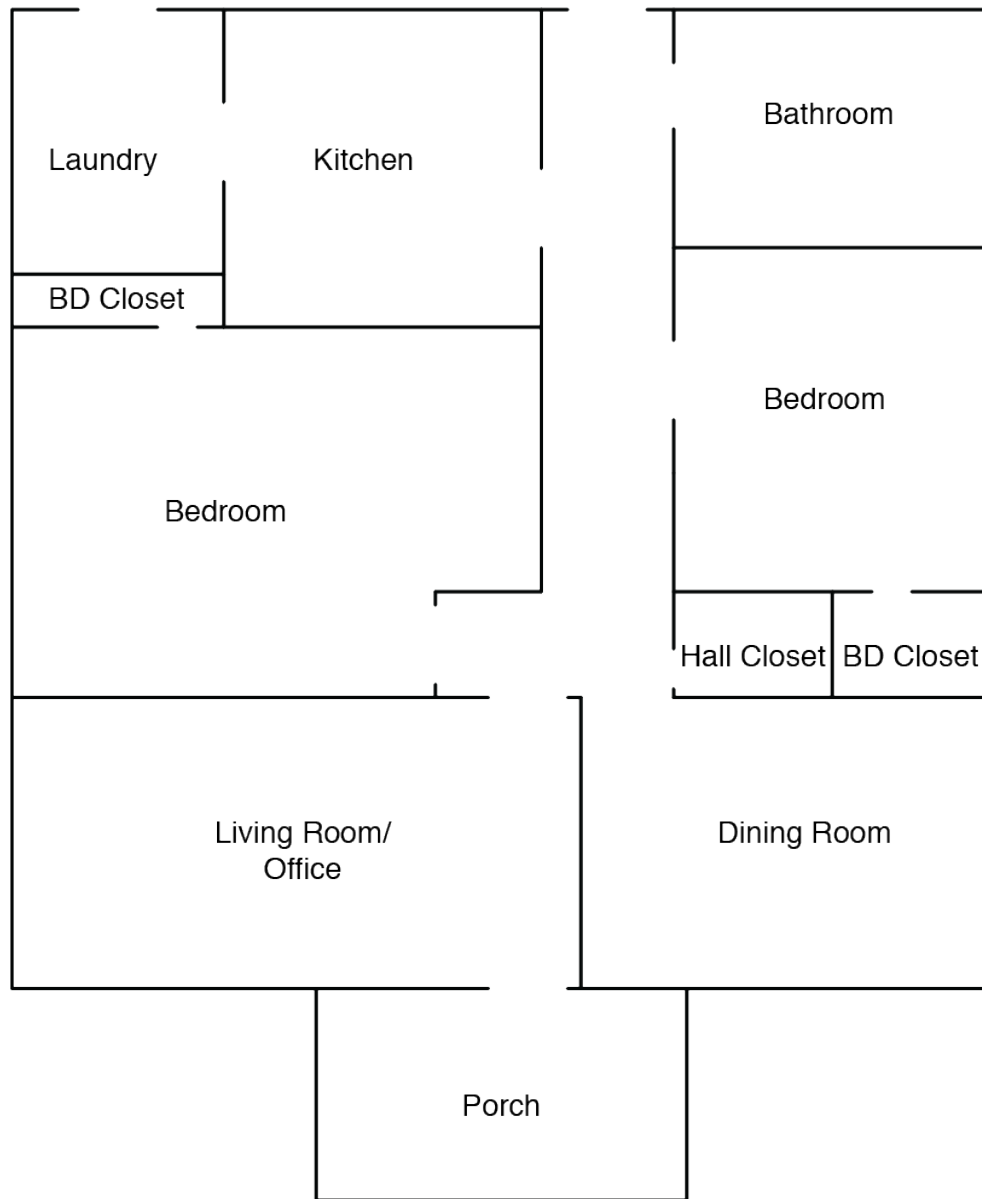 Bathroom
Laundry
Kitchen
BD Closet
Bedroom
Bedroom
Hall Closet
BD Closet
Living Room/
Office
Dining Room
Porch